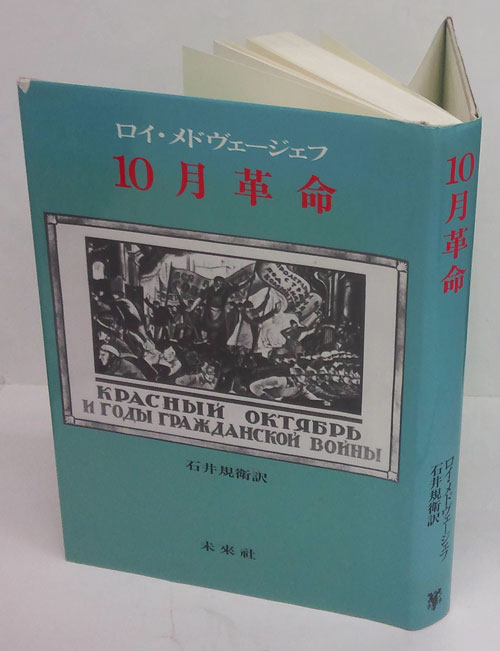 ロイ・メドヴェージェフ
10月革命
КРАСНЫЙ ОКТЯБРЬ
И ГОДЫ ГРАЖДАНСКОЙ ВОЙНЫ
石井規衛訳
未來社
10月革命
ロイ・メドヴェージェフ
石井規衛訳